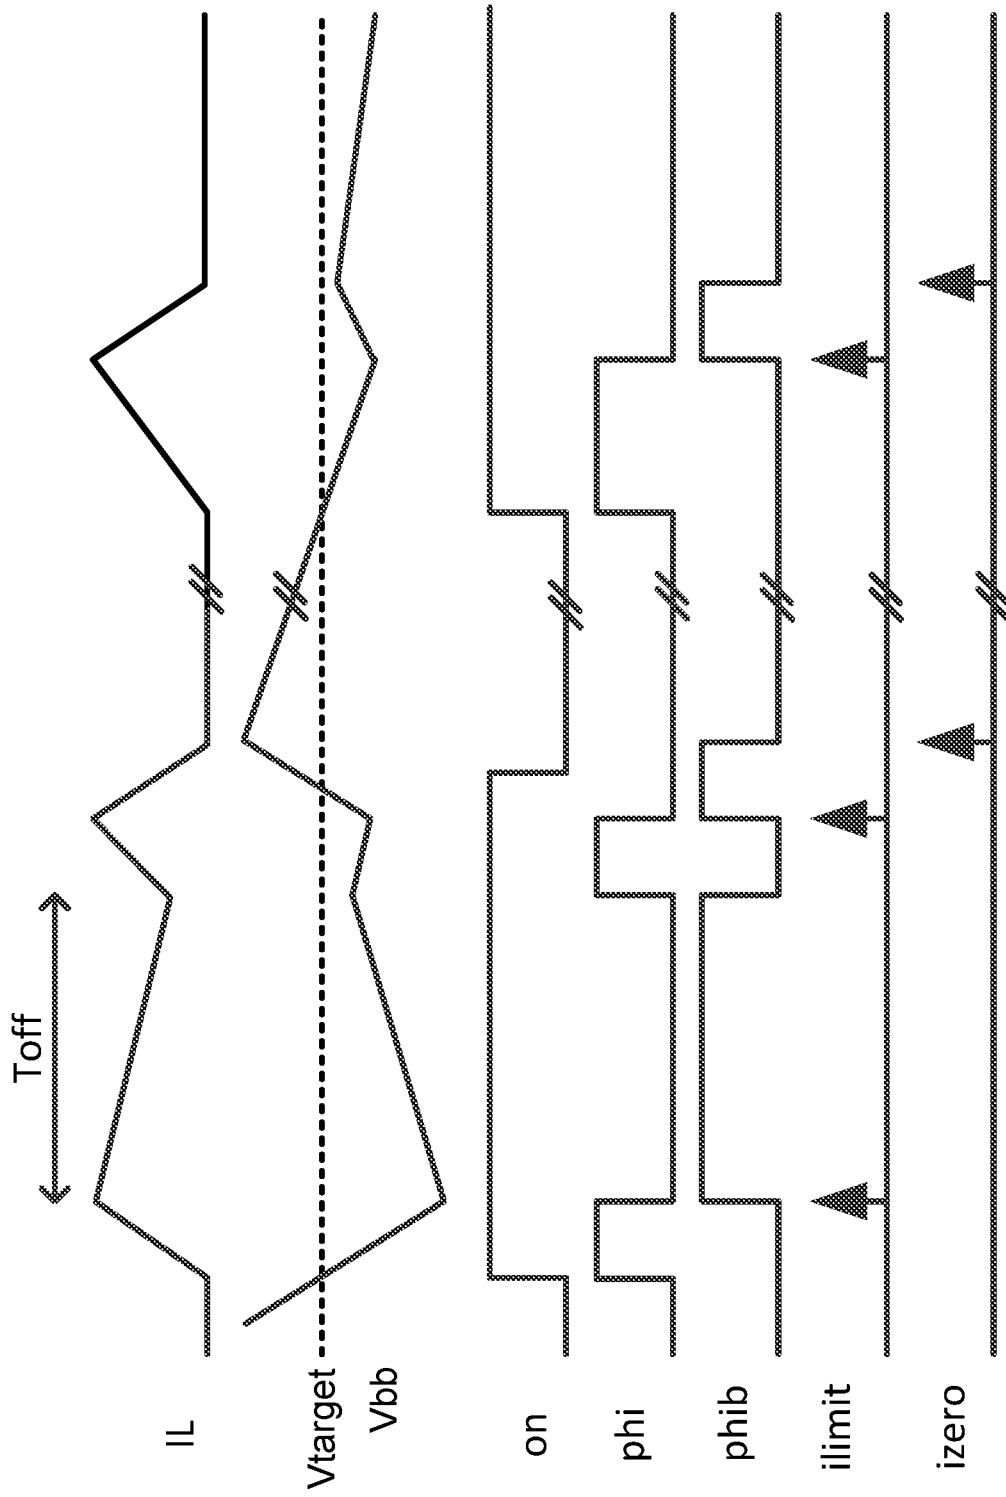 Toff
IL
Vtarget
Vbb
on
phi
phib
ilimit
izero